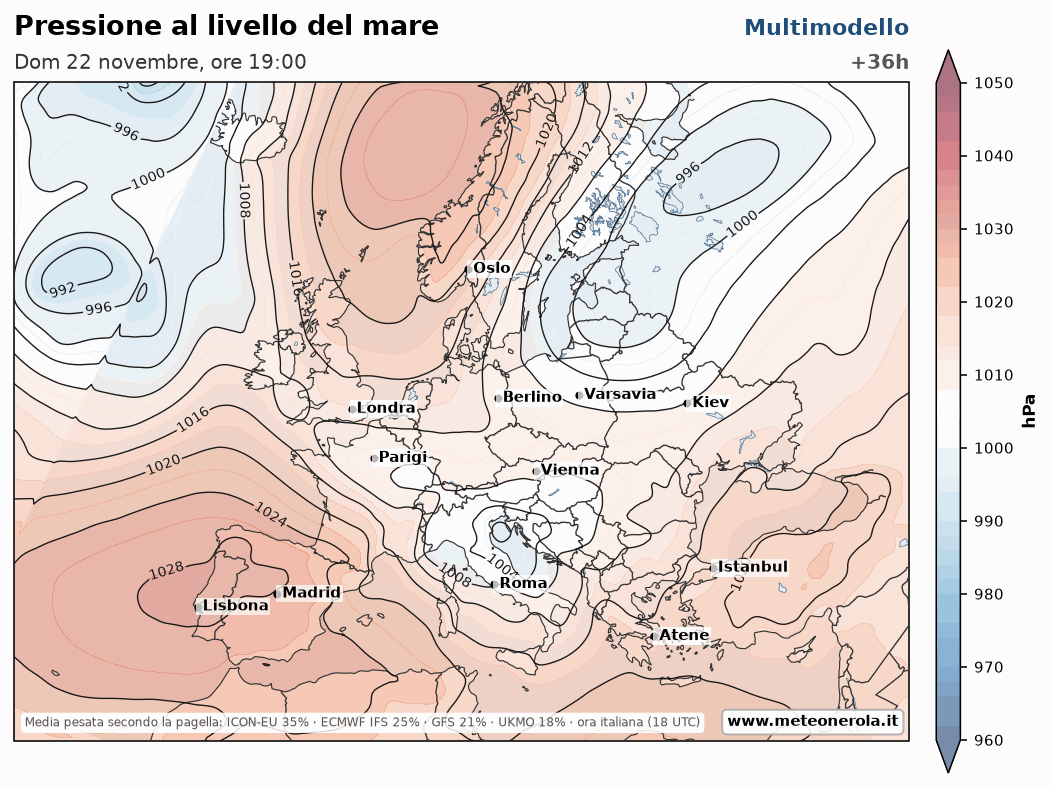 Pressione al livello del mare
Multimodello
Dom 22 novembre, ore 19:00
+36h
1050
1040
1030
1020
1010
1000
990
980
970
960
hPa
996
1000
1008
1020
1012
996
1000
1004
992
996
1016
1016
1020
1024
1028
1008
Oslo
Londra
Berlino
Varsavia
Kiev
Parigi
Vienna
Istanbul
Roma
Madrid
Lisbona
Atene
Media pesata secondo la pagella: ICON-EU 35% · ECMWF IFS 25% · GFS 21% · UKMO 18% · ora italiana (18 UTC)
www.meteonerola.it